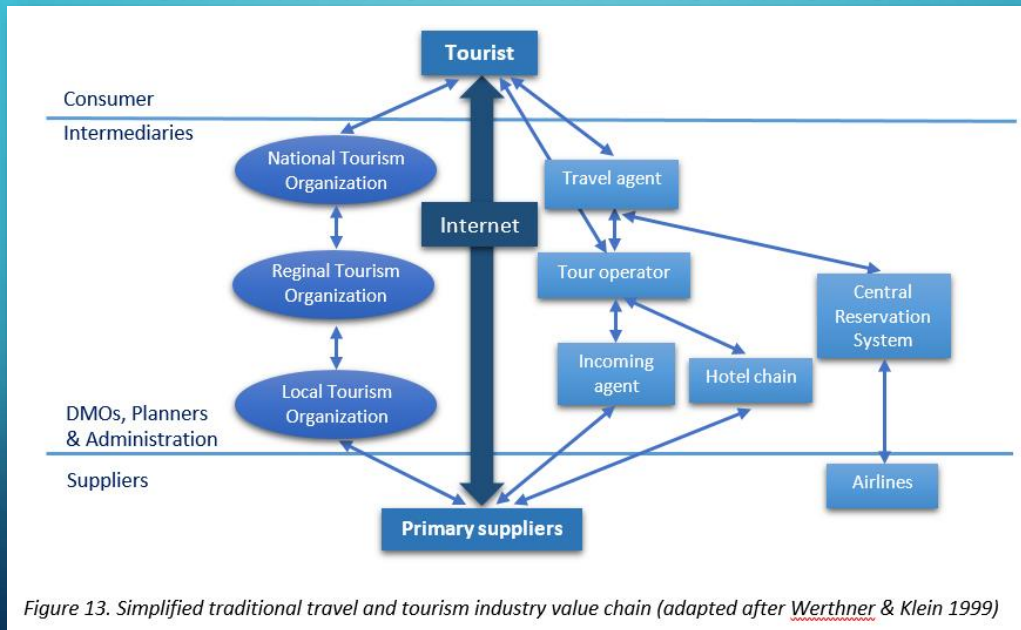 Tourist
Consumer
Intermediaries
National Tourism
Organization
Travel agent
Internet
Reginal Tourism
Organization
Tour operator
Central
Reservation
System
Incoming
agent
Hotel chain
Local Tourism
Organization
DMOs, Planners
& Administration
Suppliers
Airlines
Primary suppliers
Figure 13. Simplified traditional travel and tourism industry value chain (adapted after Werthner & Klein 1999)